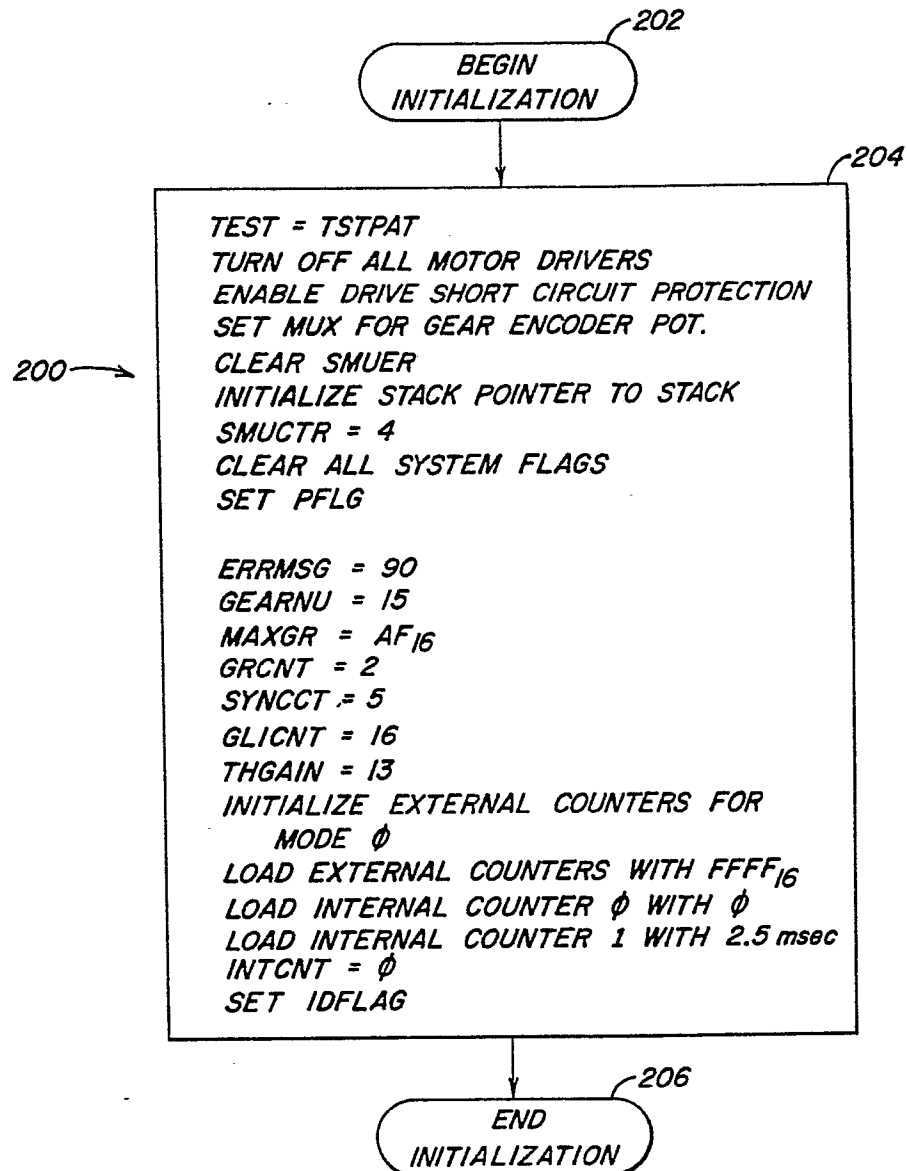 202
BEGIN
INITIALIZATION
204
TEST = TSTPAT
TURN OFF ALL MOTOR DRIVERS
ENABLE DRIVE SHORT CIRCUIT PROTECTION
SET MUX FOR GEAR ENCODER POT.
200
CLEAR SMUER
INITIALIZE STACK POINTER TO STACK
SMUCTR = 4
CLEAR ALL SYSTEM FLAGS
SET PFLG
ERRMSG = 90
GEARNU = 15
MAXGR = AF₁₆
GRCNT = 2
SYNCCT = 5
GLICNT = 16
THGAIN = 13
INITIALIZE EXTERNAL COUNTERS FOR
MODE ϕ
LOAD EXTERNAL COUNTERS WITH FFFF₁₆
LOAD INTERNAL COUNTER ϕ WITH ϕ
LOAD INTERNAL COUNTER 1 WITH 2.5 msec
INTCNT = ϕ
SET IDFLAG
206
END
INITIALIZATION